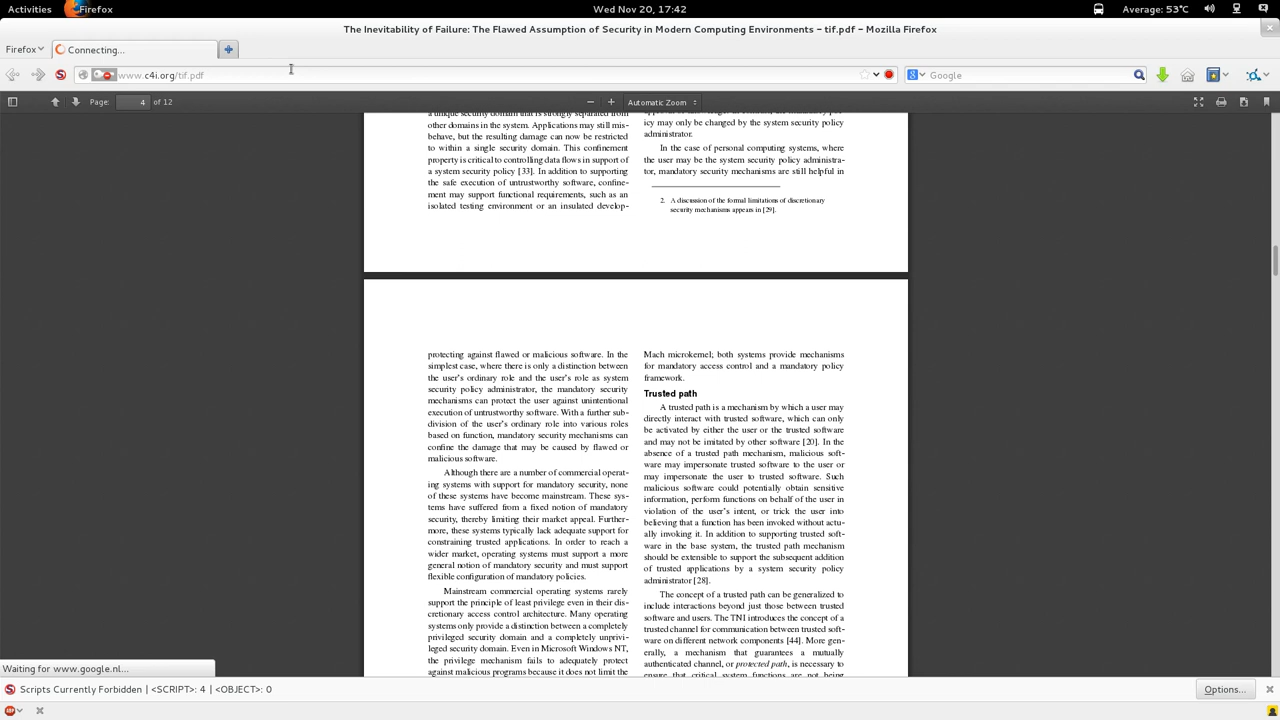 Activities Firefox Wed Nov 20, 17:42 Average: 53°C
The Inevitability of Failure: The Flawed Assumption of Security in Modern Computing Environments - tif.pdf - Mozilla Firefox
Firefox Connecting...
www.c4i.org/tif.pdf Google
Page: 4 of 12 Automatic Zoom
other domains in the system. Applications may still mis-
behave, but the resulting damage can now be restricted
to within a single security domain. This confinement
property is critical to controlling data flows in support of
a system security policy [33]. In addition to supporting
the safe execution of untrustworthy software, confine-
ment may support functional requirements, such as an
isolated testing environment or an insulated develop-
icy may only be changed by the system security policy
administrator.
In the case of personal computing systems, where
the user may be the system security policy administra-
tor, mandatory security mechanisms are still helpful in
2. A discussion of the formal limitations of discretionary
security mechanisms appears in [29].
protecting against flawed or malicious software. In the
simplest case, where there is only a distinction between
the user's ordinary role and the user's role as system
security policy administrator, the mandatory security
mechanisms can protect the user against unintentional
execution of untrustworthy software. With a further sub-
division of the user's ordinary role into various roles
based on function, mandatory security mechanisms can
confine the damage that may be caused by flawed or
malicious software.
Although there are a number of commercial operat-
ing systems with support for mandatory security, none
of these systems have become mainstream. These sys-
tems have suffered from a fixed notion of mandatory
security, thereby limiting their market appeal. Further-
more, these systems typically lack adequate support for
constraining trusted applications. In order to reach a
wider market, operating systems must support a more
general notion of mandatory security and must support
flexible configuration of mandatory policies.
Mainstream commercial operating systems rarely
support the principle of least privilege even in their dis-
cretionary access control architecture. Many operating
systems only provide a distinction between a completely
privileged security domain and a completely unprivi-
leged security domain. Even in Microsoft Windows NT,
the privilege mechanism fails to adequately protect
against malicious programs because it does not limit the
Mach microkernel; both systems provide mechanisms
for mandatory access control and a mandatory policy
framework.
Trusted path
A trusted path is a mechanism by which a user may
directly interact with trusted software, which can only
be activated by either the user or the trusted software
and may not be imitated by other software [20]. In the
absence of a trusted path mechanism, malicious soft-
ware may impersonate trusted software to the user or
may impersonate the user to trusted software. Such
malicious software could potentially obtain sensitive
information, perform functions on behalf of the user in
violation of the user's intent, or trick the user into
believing that a function has been invoked without actu-
ally invoking it. In addition to supporting trusted soft-
ware in the base system, the trusted path mechanism
should be extensible to support the subsequent addition
of trusted applications by a system security policy
administrator [28].
The concept of a trusted path can be generalized to
include interactions beyond just those between trusted
software and users. The TNI introduces the concept of a
trusted channel for communication between trusted soft-
ware on different network components [44]. More gen-
erally, a mechanism that guarantees a mutually
authenticated channel, or protected path, is necessary to
ensure that critical system functions are not being
Waiting for www.google.nl...
Scripts Currently Forbidden | <SCRIPT>: 4 | <OBJECT>: 0 Options...